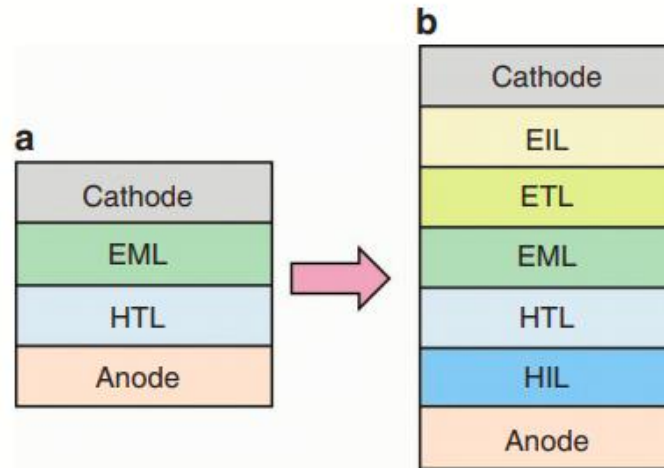 a
Cathode
EML
HTL
Anode
b
Cathode
EIL
ETL
EML
HTL
HIL
Anode